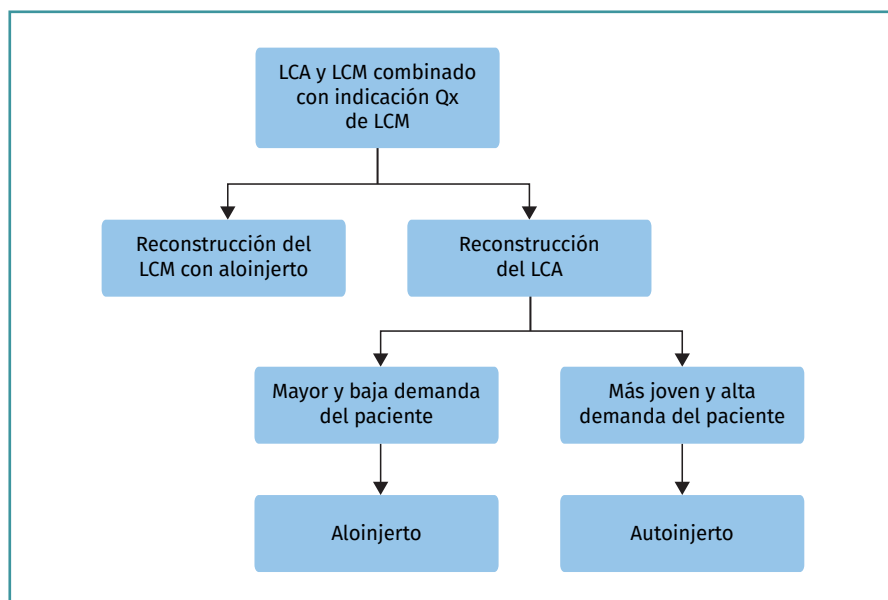 LCA y LCM combinado
con indicación Qx
de LCM
Reconstrucción del
LCM con aloinjerto
Reconstrucción
del LCA
Mayor y baja demanda
del paciente
Más joven y alta
demanda del paciente
Aloinjerto
Autoinjerto